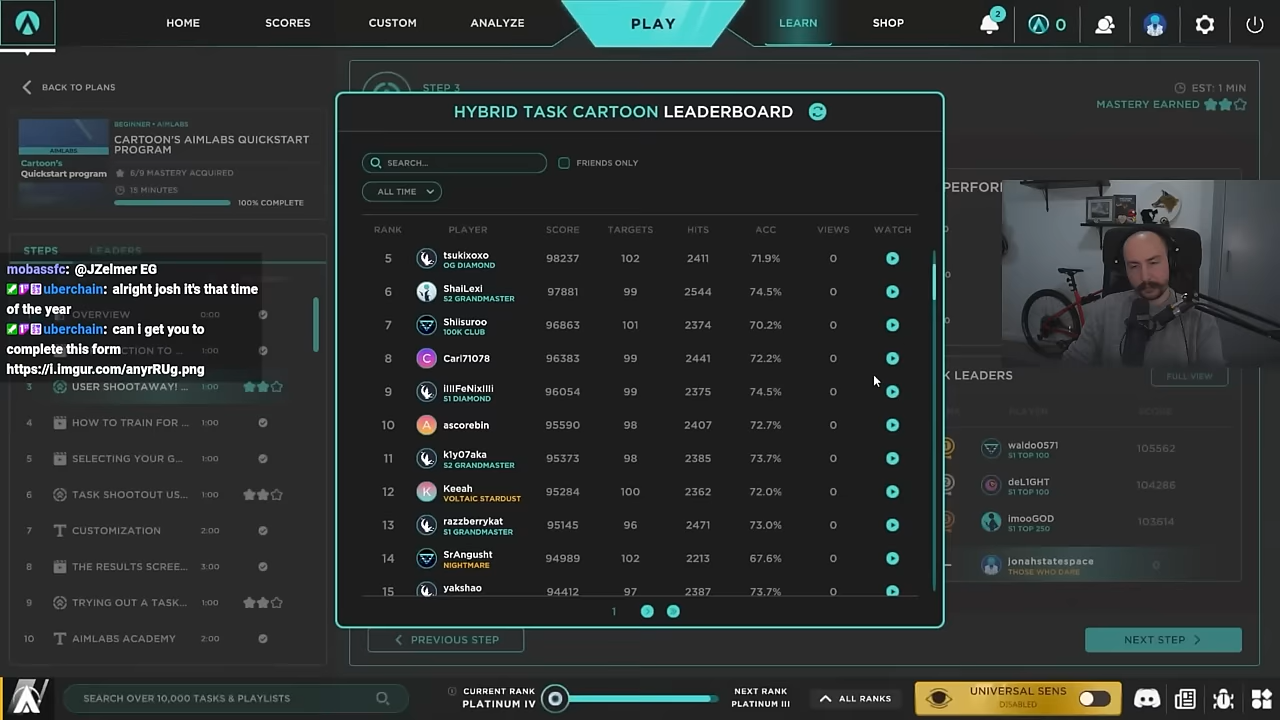 HOME
SCORES
CUSTOM
ANALYZE
PLAY
LEARN
SHOP
2
0
BACK TO PLANS
BEGINNER • AIMLABS
CARTOON'S AIMLABS QUICKSTART
PROGRAM
AIMLABS
Cartoon's
Quickstart program
6/9 MASTERY ACQUIRED
15 MINUTES
100% COMPLETE
STEPS
LEADERS
mobassfc: @JZelmer EG
uberchain: alright josh it's that time
of the year
uberchain: can i get you to
complete this form
https://i.imgur.com/anyrRUg.png
OVERVIEW
0:00
1:00
3 USER SHOOTAWAY! ... 1:00
4 HOW TO TRAIN FOR ... 1:00
5 SELECTING YOUR G... 1:00
6 TASK SHOOTOUT US... 1:00
7 CUSTOMIZATION 2:00
8 THE RESULTS SCREE... 3:00
9 TRYING OUT A TASK... 1:00
10 AIMLABS ACADEMY 2:00
STEP 3
EST: 1 MIN
MASTERY EARNED
HYBRID TASK CARTOON LEADERBOARD
SEARCH...
FRIENDS ONLY
ALL TIME
RANK PLAYER SCORE TARGETS HITS ACC VIEWS WATCH
5 tsukixoxo 98237 102 2411 71.9% 0
OG DIAMOND
6 ShaiLexi 97881 99 2544 74.5% 0
S2 GRANDMASTER
7 Shiisuroo 96863 101 2374 70.2% 0
100K CLUB
8 Carl71078 96383 99 2441 72.2% 0
9 illlFeNixllli 96054 99 2375 74.5% 0
S1 DIAMOND
10 ascorebin 95590 98 2407 72.7% 0
11 k1y07aka 95373 98 2385 73.7% 0
S2 GRANDMASTER
12 Keeah 95284 100 2362 72.0% 0
VOLTAIC STARDUST
13 razzberrykat 95145 96 2471 73.0% 0
S1 GRANDMASTER
14 SrAngusht 94989 102 2213 67.6% 0
NIGHTMARE
15 yakshao 94412 97 2387 73.7% 0
1
PERFOR
K LEADERS
FULL VIEW
PLAYER
SCORE
waldo0571 105562
S1 TOP 100
deL1GHT 104286
S1 TOP 100
imooGOD 103614
S1 TOP 250
jonahstatespace 0
THOSE WHO DARE
PREVIOUS STEP
NEXT STEP
SEARCH OVER 10,000 TASKS & PLAYLISTS
CURRENT RANK
PLATINUM IV
NEXT RANK
PLATINUM III
ALL RANKS
UNIVERSAL SENS
DISABLED